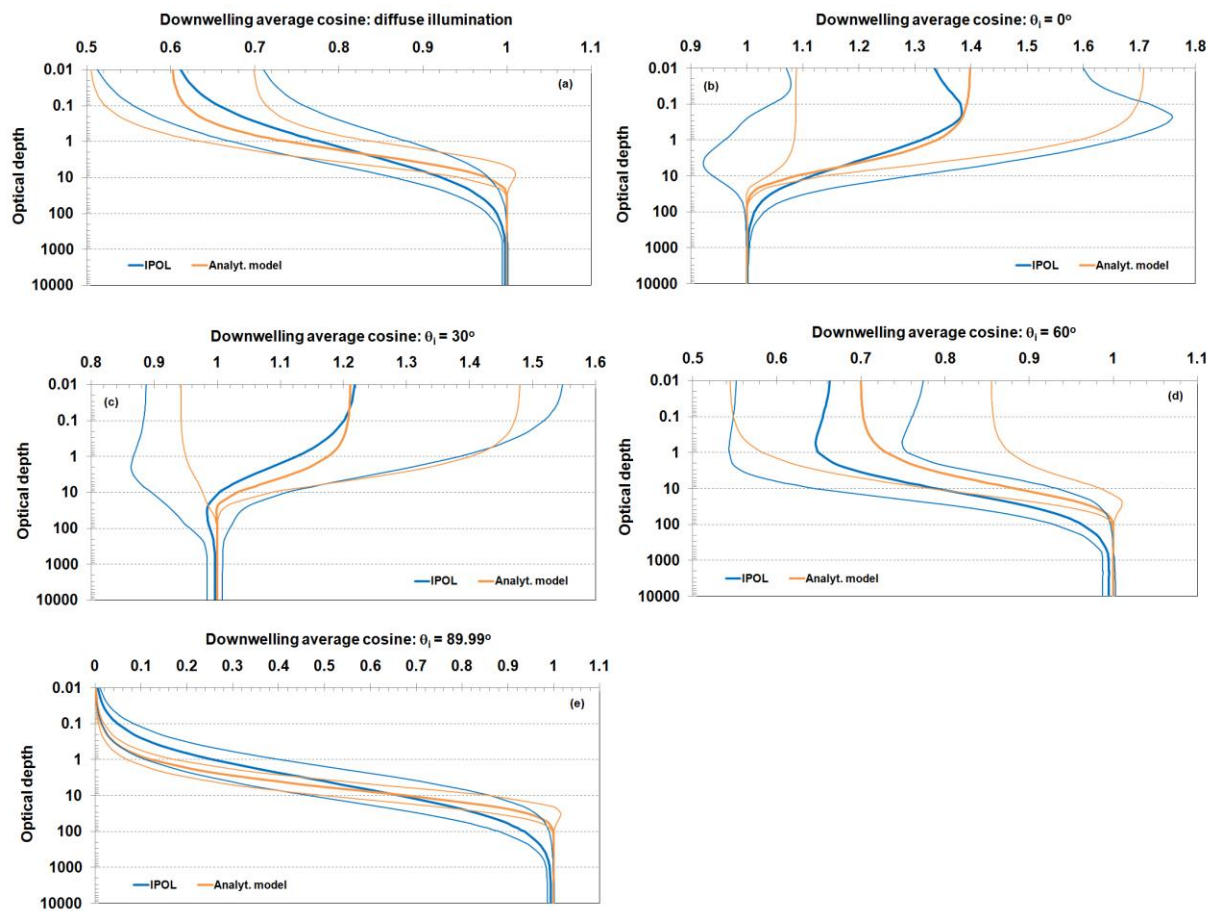 Downwelling average cosine: diffuse illumination
0.5 0.6 0.7 0.8 0.9 1 1.1
0.01
0.1
1
10
100
1000
10000
Optical depth
(a)
IPOL Analyt. model
Downwelling average cosine: θi = 0º
0.9 1 1.1 1.2 1.3 1.4 1.5 1.6 1.7 1.8
0.01
0.1
1
10
100
1000
10000
Optical depth
(b)
IPOL Analyt. model
Downwelling average cosine: θi = 30º
0.8 0.9 1 1.1 1.2 1.3 1.4 1.5 1.6
0.01
0.1
1
10
100
1000
10000
Optical depth
(c)
IPOL Analyt. model
Downwelling average cosine: θi = 60º
0.5 0.6 0.7 0.8 0.9 1 1.1
0.01
0.1
1
10
100
1000
10000
Optical depth
(d)
IPOL Analyt. model
Downwelling average cosine: θi = 89.99º
0 0.1 0.2 0.3 0.4 0.5 0.6 0.7 0.8 0.9 1 1.1
0.01
0.1
1
10
100
1000
10000
Optical depth
(e)
IPOL Analyt. model